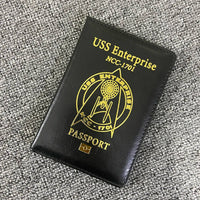 USS Enterprise
NCC-1701
USS ENTERPRISE
NCC-1701
PASSPORT